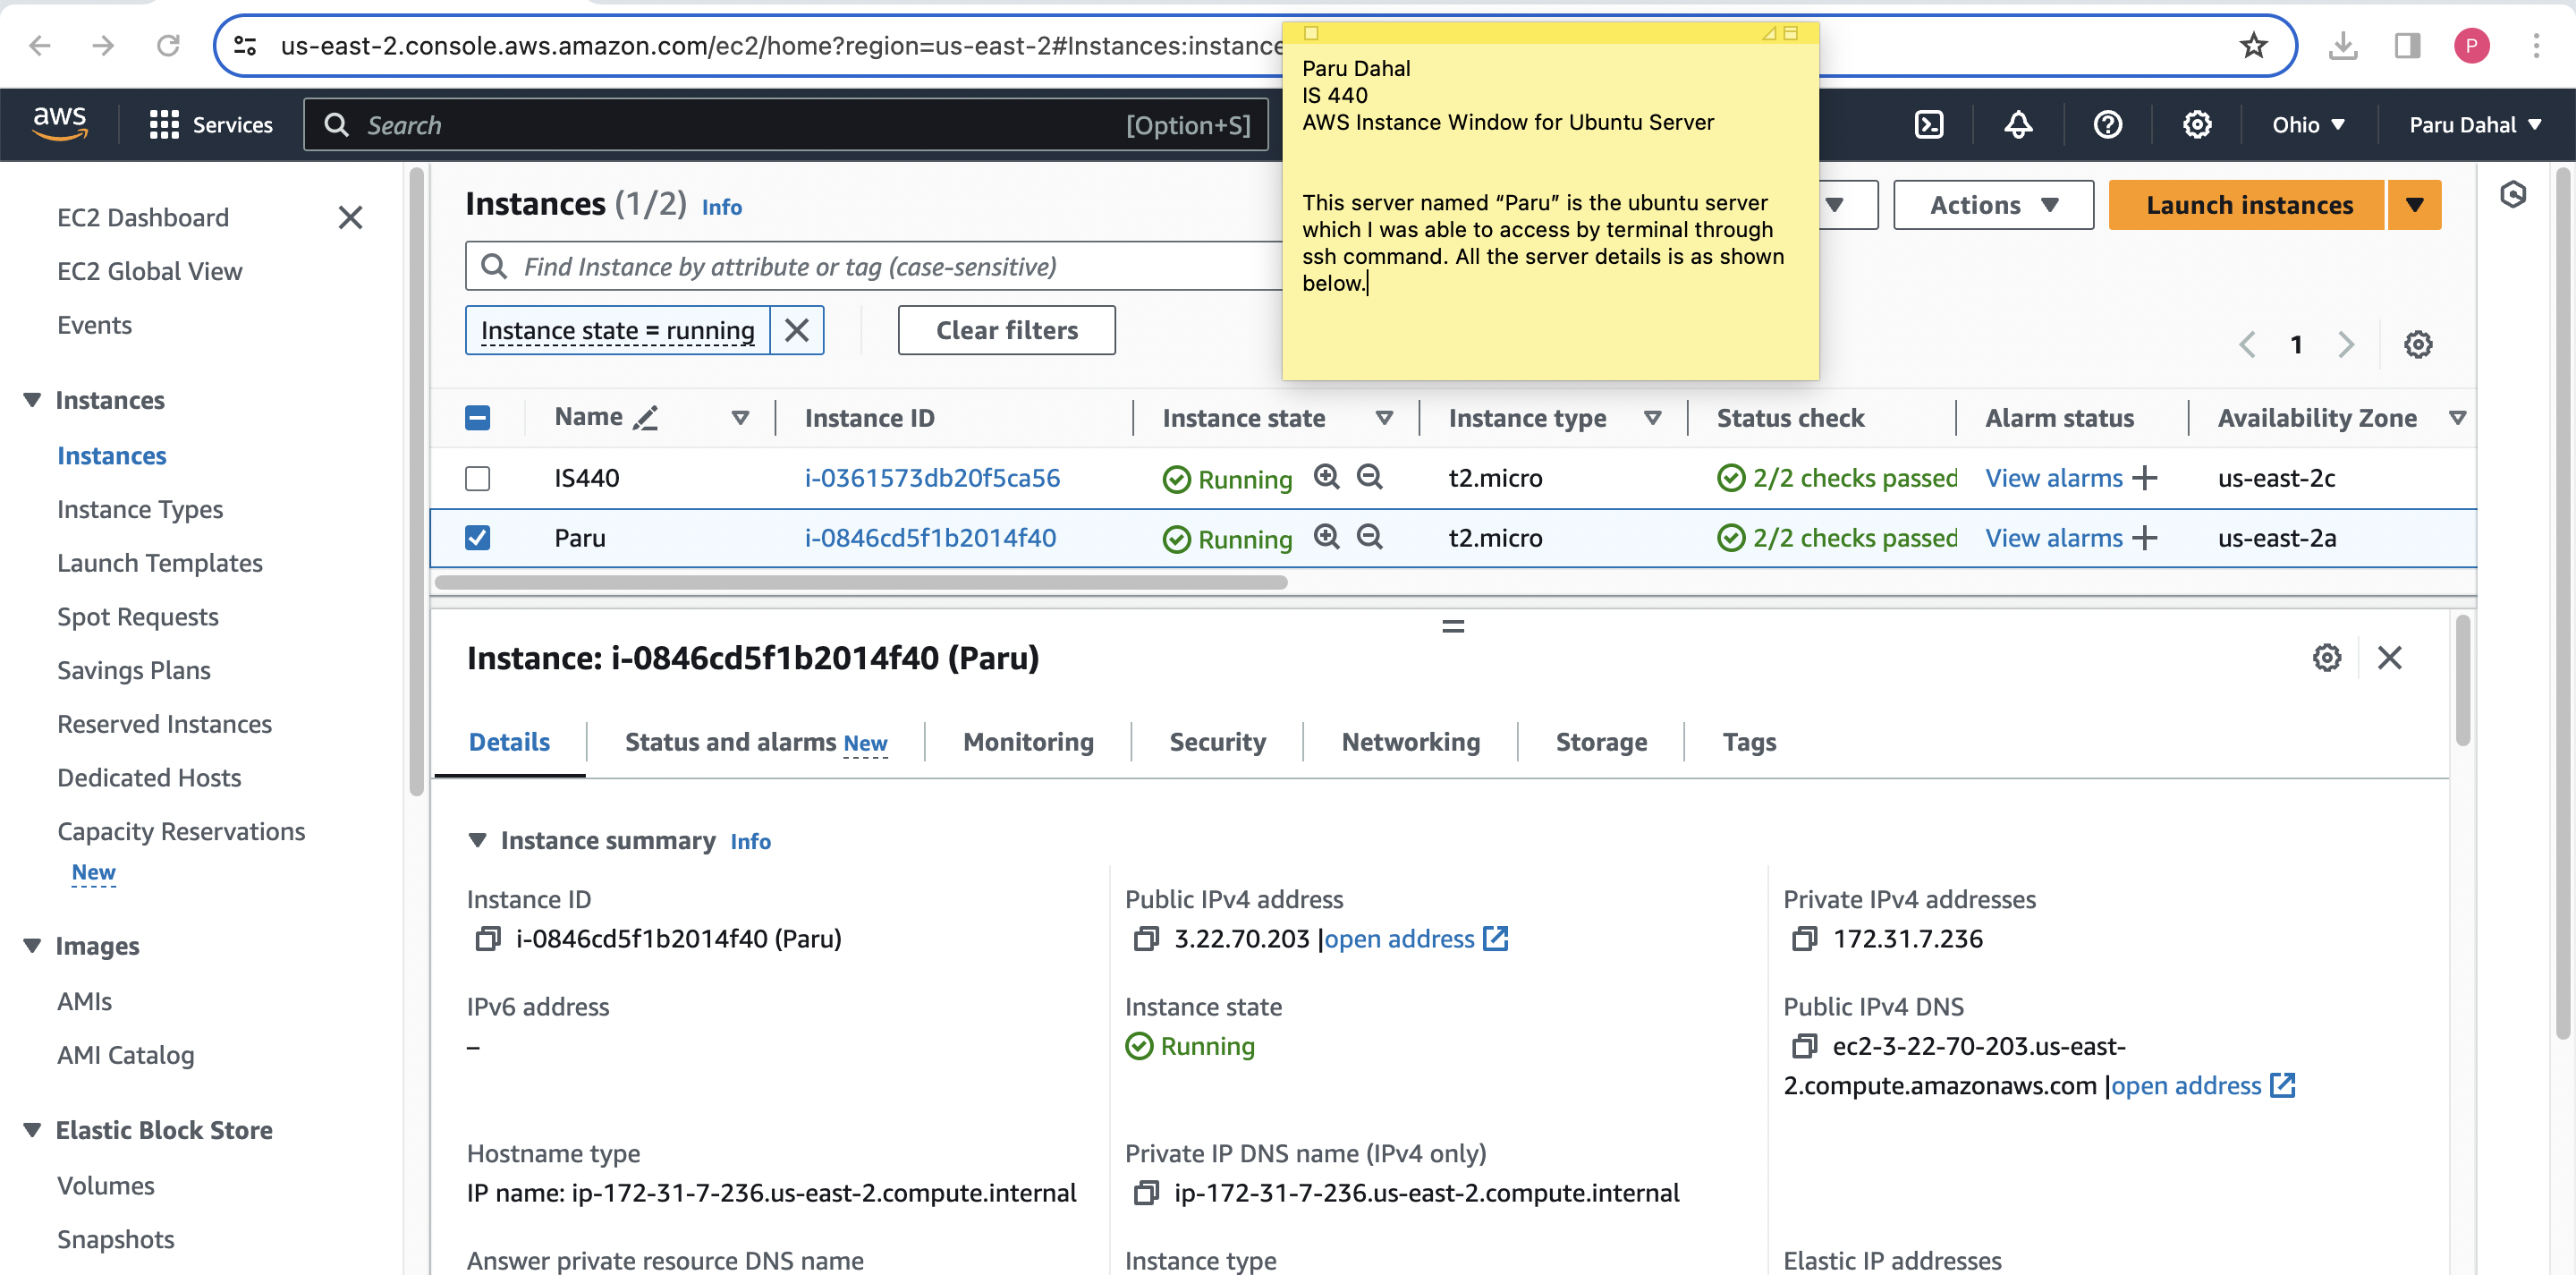 us-east-2.console.aws.amazon.com/ec2/home?region=us-east-2#Instances:instance
P
Paru Dahal
IS 440
AWS Instance Window for Ubuntu Server
This server named “Paru” is the ubuntu server
which I was able to access by terminal through
ssh command. All the server details is as shown
below.
aws
Services
Search
[Option+S]
Ohio
Paru Dahal
EC2 Dashboard
EC2 Global View
Events
Instances
Instances
Instance Types
Launch Templates
Spot Requests
Savings Plans
Reserved Instances
Dedicated Hosts
Capacity Reservations
New
Images
AMIs
AMI Catalog
Elastic Block Store
Volumes
Snapshots
Instances (1/2) Info
Actions
Launch instances
Find Instance by attribute or tag (case-sensitive)
Instance state = running
Clear filters
1
Name Instance ID Instance state Instance type Status check Alarm status Availability Zone
IS440 i-0361573db20f5ca56 Running t2.micro 2/2 checks passed View alarms us-east-2c
Paru i-0846cd5f1b2014f40 Running t2.micro 2/2 checks passed View alarms us-east-2a
Instance: i-0846cd5f1b2014f40 (Paru)
Details Status and alarms New Monitoring Security Networking Storage Tags
Instance summary Info
Instance ID
i-0846cd5f1b2014f40 (Paru)
Public IPv4 address
3.22.70.203 |open address
Private IPv4 addresses
172.31.7.236
IPv6 address
–
Instance state
Running
Public IPv4 DNS
ec2-3-22-70-203.us-east-
2.compute.amazonaws.com |open address
Hostname type
IP name: ip-172-31-7-236.us-east-2.compute.internal
Private IP DNS name (IPv4 only)
ip-172-31-7-236.us-east-2.compute.internal
Answer private resource DNS name
Instance type
Elastic IP addresses